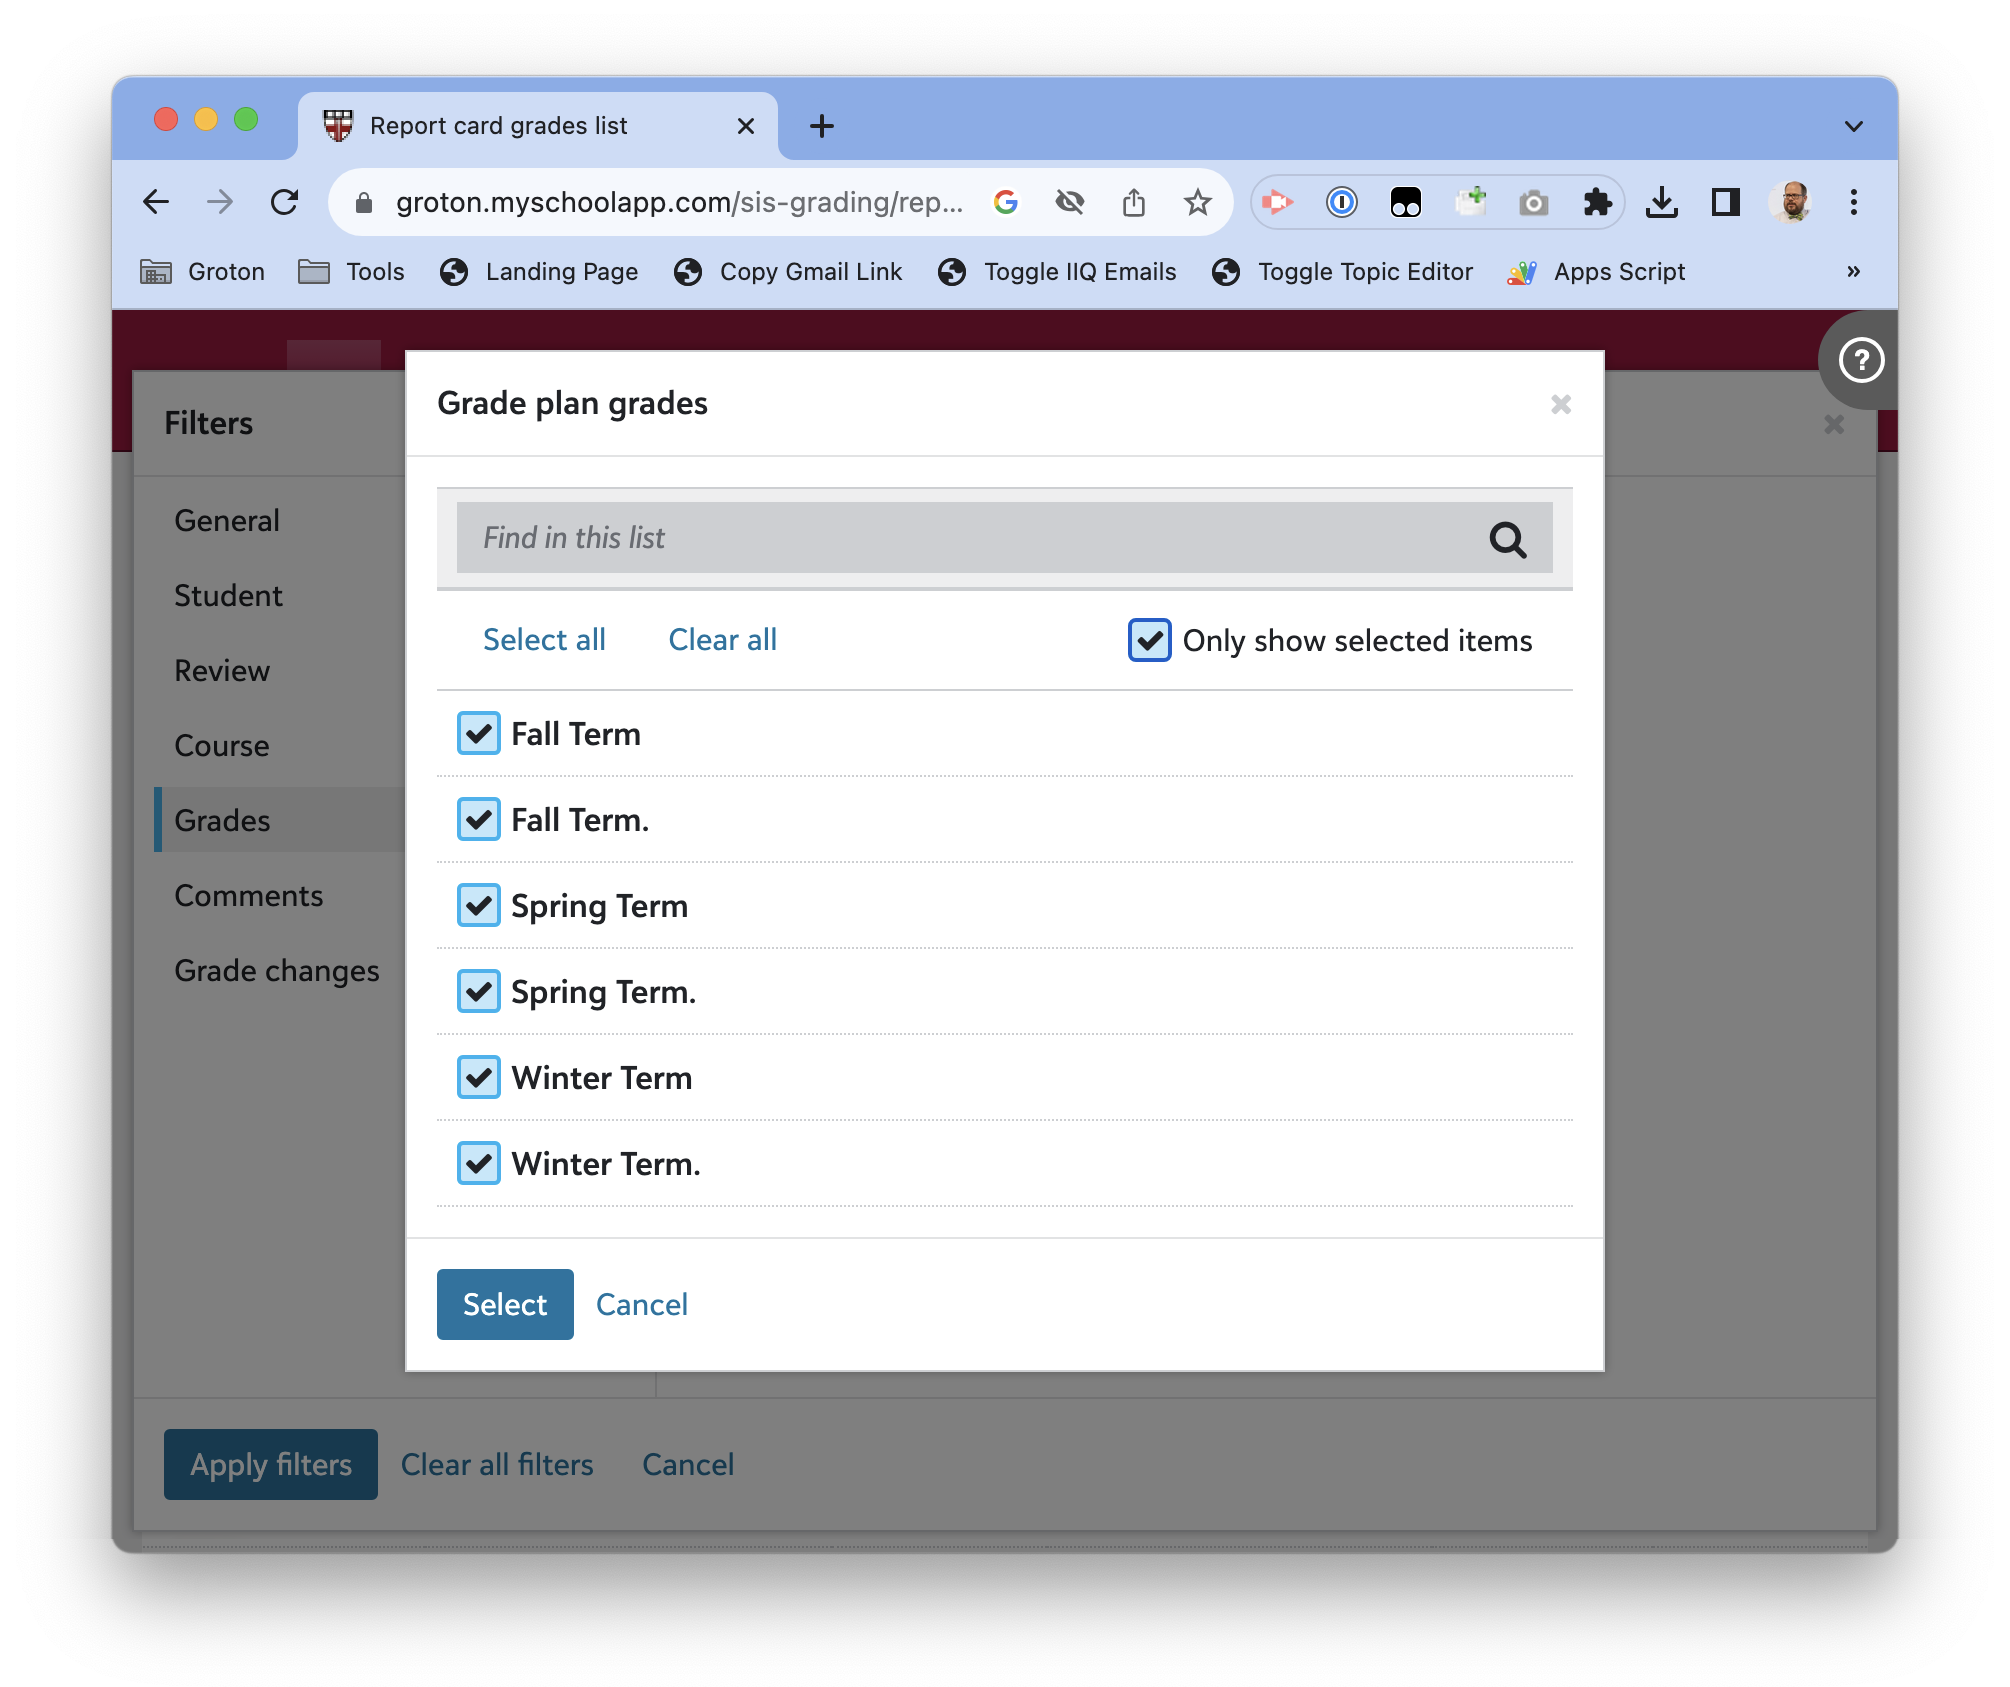 Report card grades list
groton.myschoolapp.com/sis-grading/rep...
Groton Tools Landing Page Copy Gmail Link Toggle IIQ Emails Toggle Topic Editor Apps Script »
Filters
General
Student
Review
Course
Grades
Comments
Grade changes
Grade plan grades
Find in this list
Select all Clear all Only show selected items
Fall Term
Fall Term.
Spring Term
Spring Term.
Winter Term
Winter Term.
Select Cancel
Apply filters Clear all filters Cancel